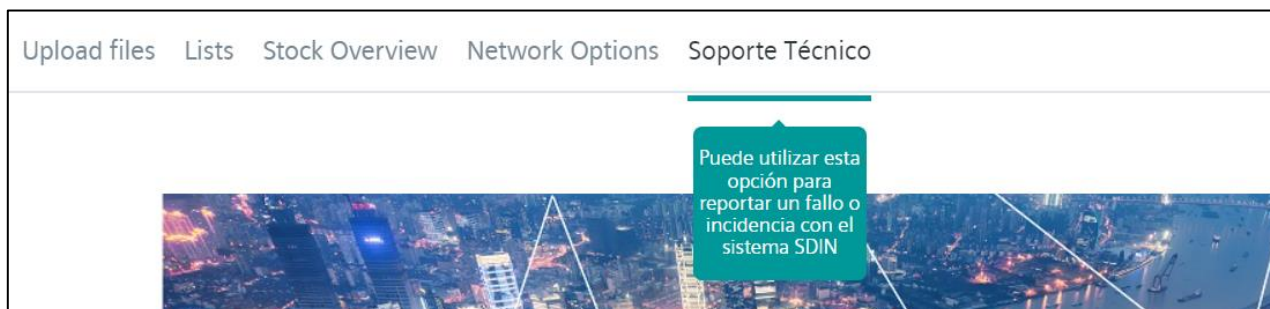 Upload files Lists Stock Overview Network Options Soporte Técnico
Puede utilizar esta
opción para
reportar un fallo o
incidencia con el
sistema SDIN